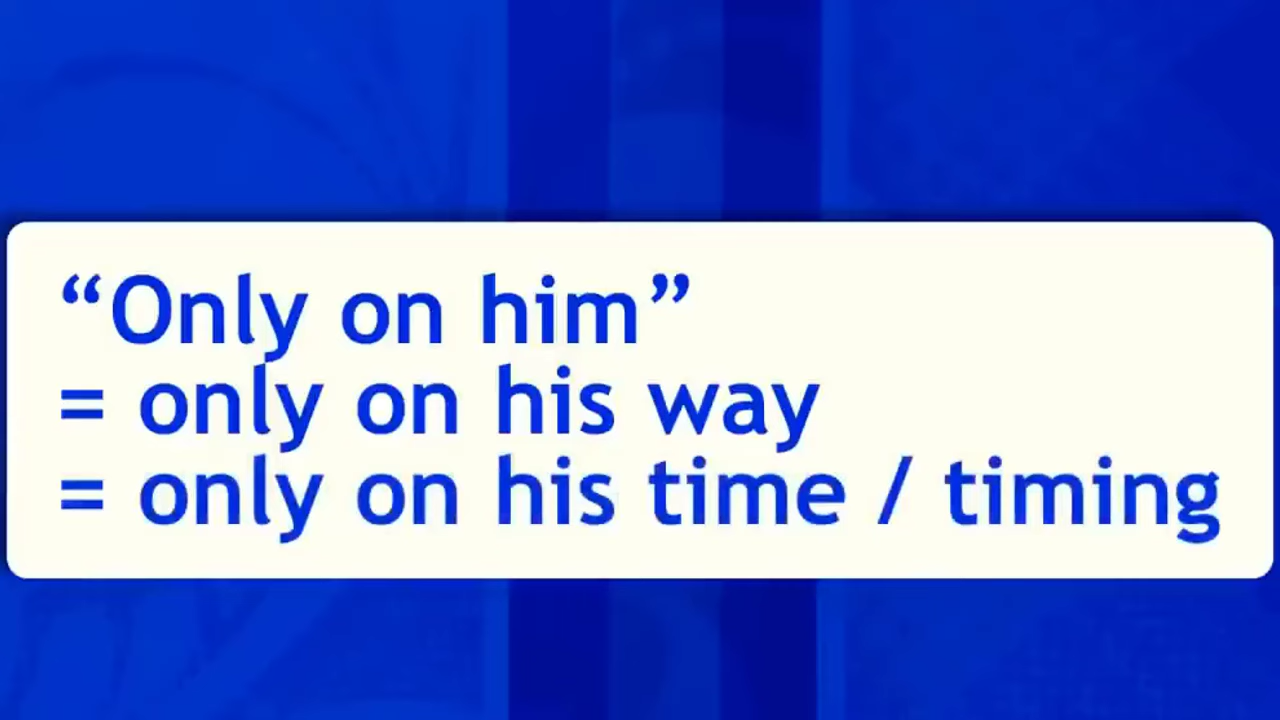 “Only on him”
= only on his way
= only on his time / timing